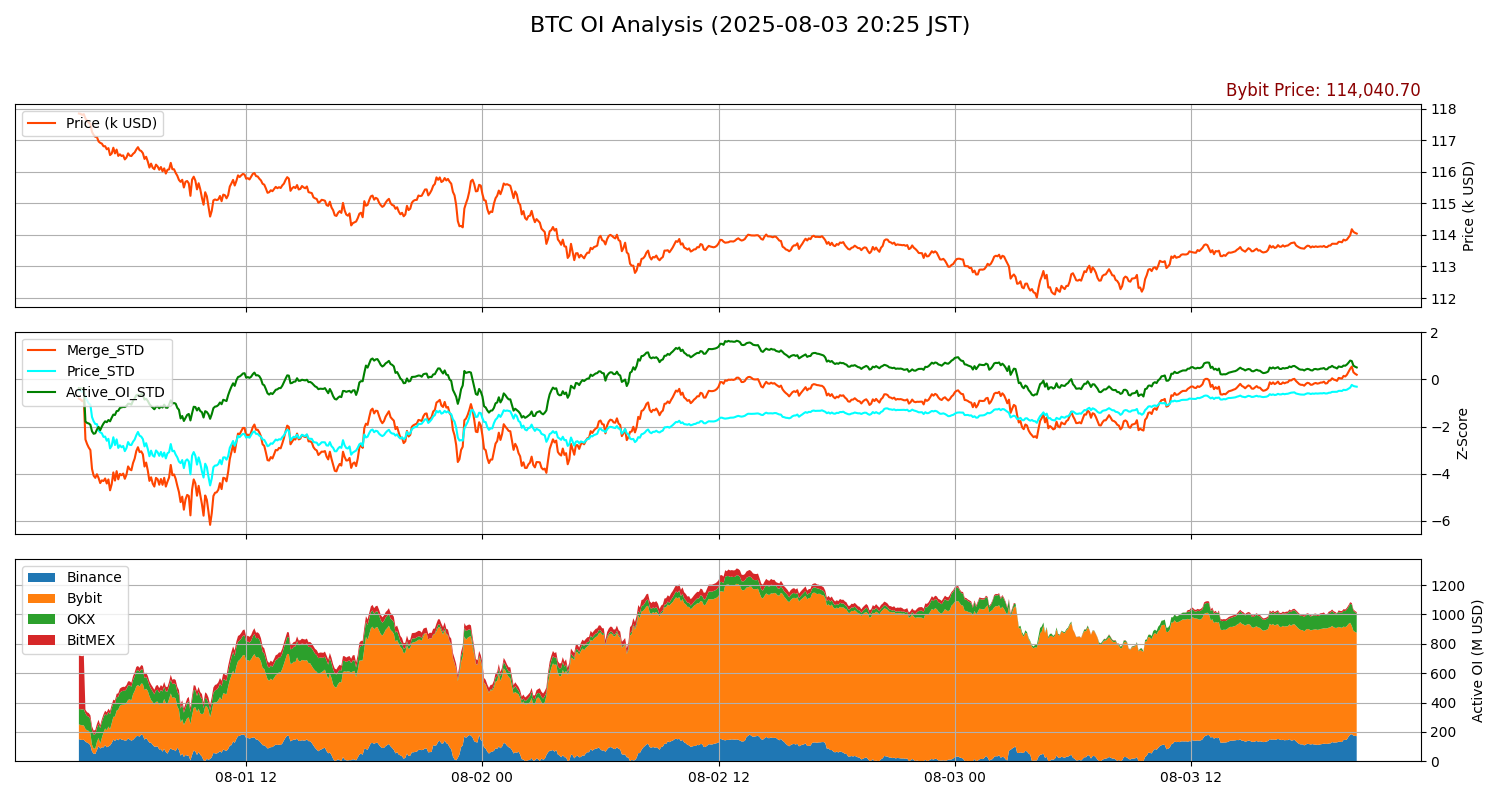 BTC OI Analysis (2025-08-03 20:25 JST)
Bybit Price: 114,040.70
Price (k USD)
118
117
116
115
114
113
112
Price (k USD)
Merge_STD
Price_STD
Active_OI_STD
2
0
−2
−4
−6
Z-Score
Binance
Bybit
OKX
BitMEX
1200
1000
800
600
400
200
0
Active OI (M USD)
08-01 12
08-02 00
08-02 12
08-03 00
08-03 12